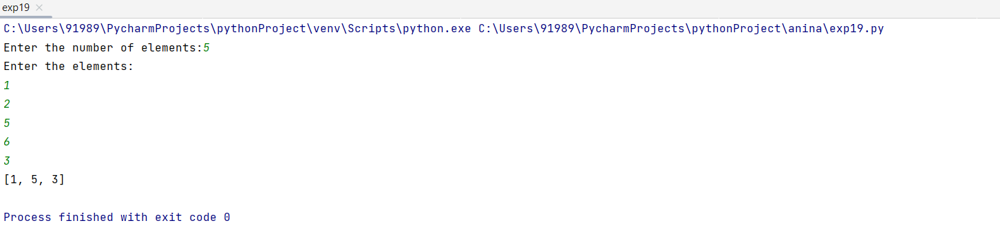 exp19
C:\Users\91989\PycharmProjects\pythonProject\venv\Scripts\python.exe C:\Users\91989\PycharmProjects\pythonProject\anina\exp19.py
Enter the number of elements:5
Enter the elements:
1
2
5
6
3
[1, 5, 3]
Process finished with exit code 0